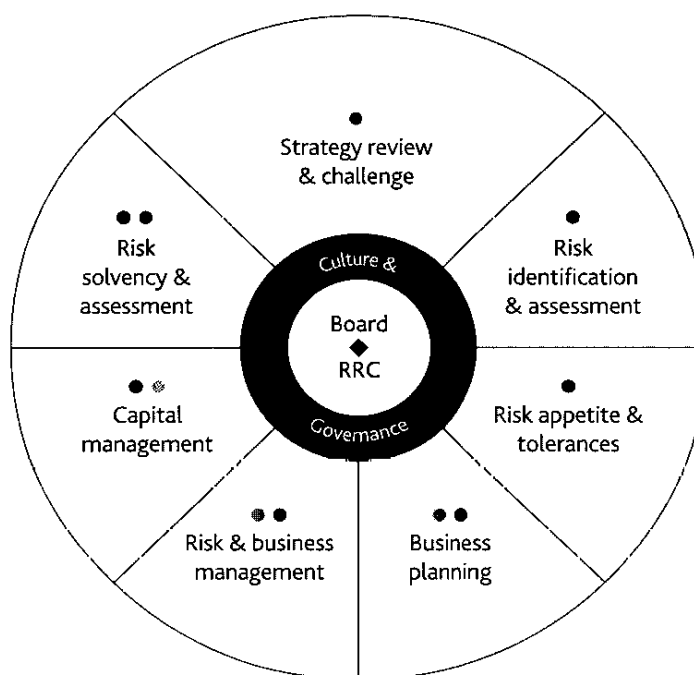 Strategy review
& challenge
Risk
identification
& assessment
Risk appetite &
tolerances
Business
planning
Risk & business
management
Capital
management
Risk
solvency &
assessment
Culture &
Governance
Board
RRC